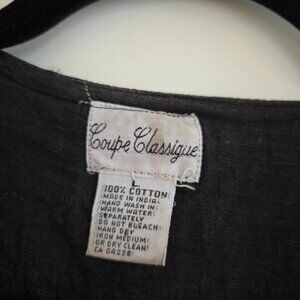 Coupe Classique
L
100% COTTON
MADE IN INDIA
HAND WASH IN
WARM WATER
SEPARATELY
DO NOT BLEACH
HANG DRY
IRON MEDIUM
OR DRY CLEAN
CA 04228